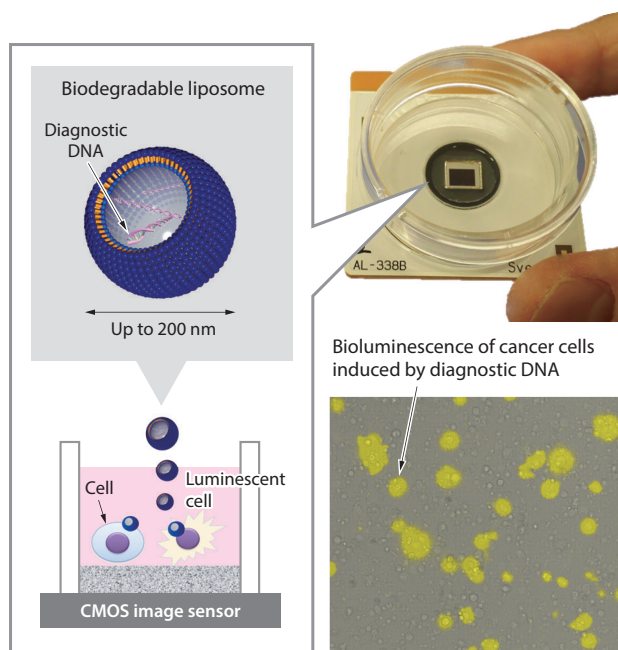 Biodegradable liposome
Diagnostic
DNA
Up to 200 nm
Cell
Luminescent
cell
CMOS image sensor
AL-338B
Bioluminescence of cancer cells
induced by diagnostic DNA